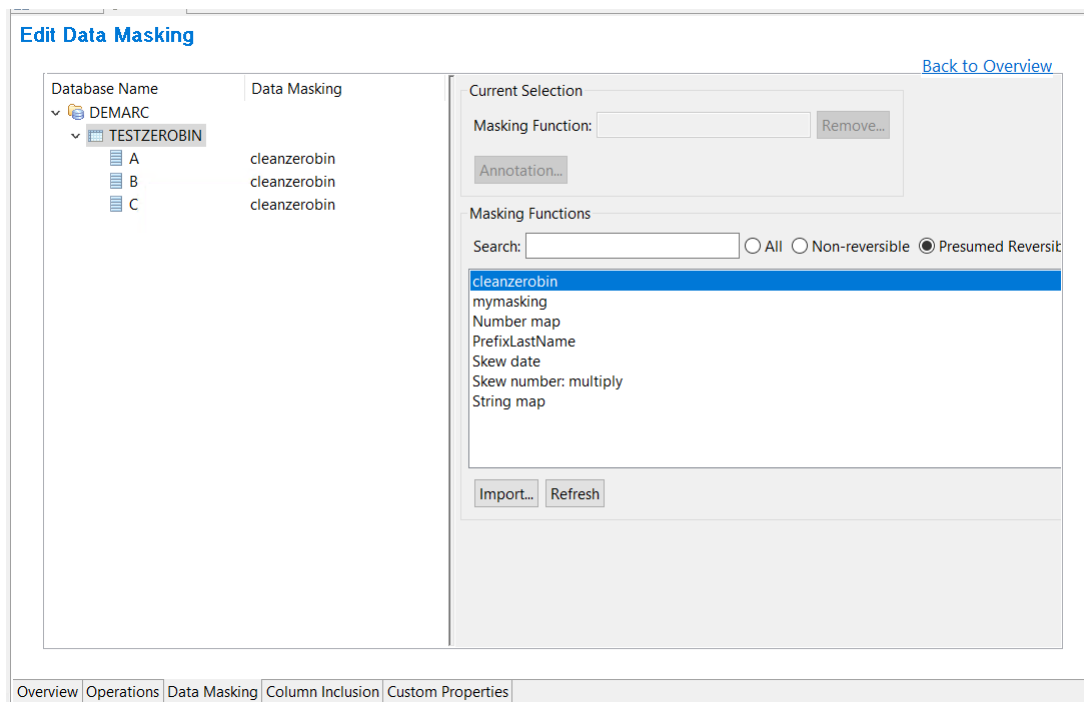 Edit Data Masking
Back to Overview
Database Name Data Masking
DEMARC
TESTZEROBIN
A cleanzerobin
B cleanzerobin
C cleanzerobin
Current Selection
Masking Function: Remove...
Annotation...
Masking Functions
Search: All Non-reversible Presumed Reversib
cleanzerobin
mymasking
Number map
PrefixLastName
Skew date
Skew number: multiply
String map
Import... Refresh
Overview Operations Data Masking Column Inclusion Custom Properties